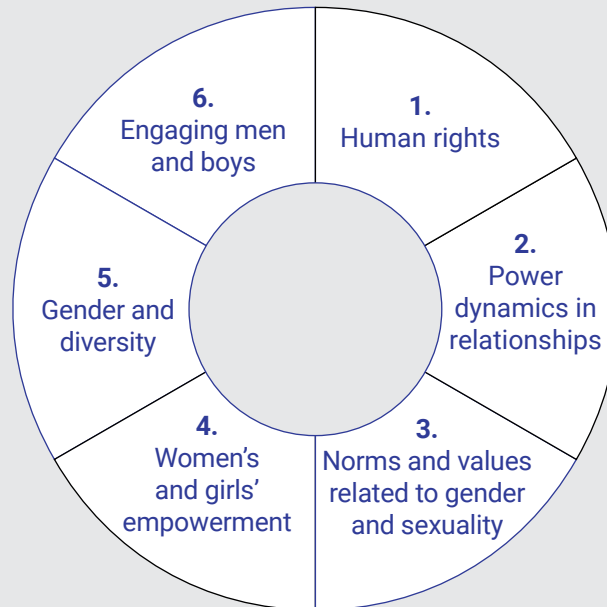 1.
Human rights
2.
Power
dynamics in
relationships
3.
Norms and values
related to gender
and sexuality
4.
Women’s
and girls’
empowerment
5.
Gender and
diversity
6.
Engaging men
and boys